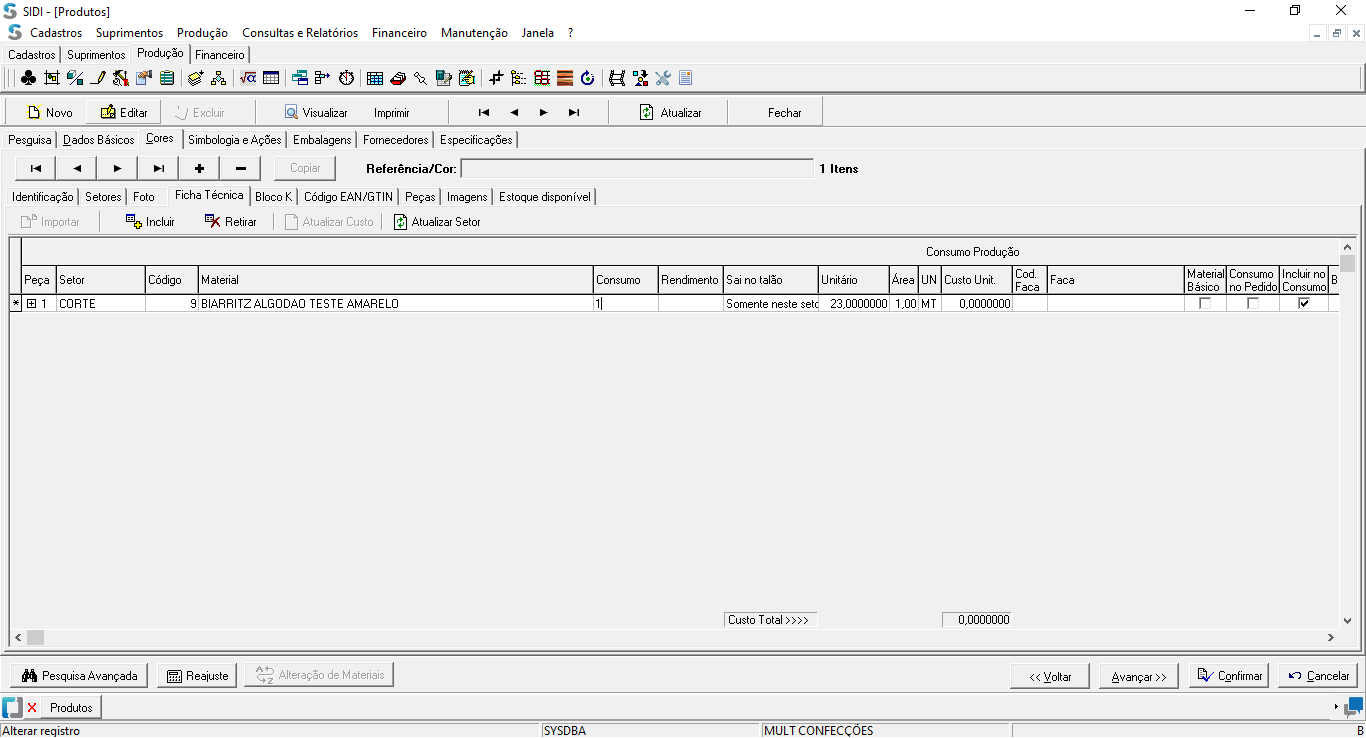 SIDI - [Produtos]
Cadastros Suprimentos Produção Consultas e Relatórios Financeiro Manutenção Janela ?
Cadastros Suprimentos Produção Financeiro
Novo Editar Excluir Visualizar Imprimir Atualizar Fechar
Pesquisa Dados Básicos Cores Simbologia e Ações Embalagens Fornecedores Especificações
Copiar Referência/Cor: 1 Itens
Identificação Setores Foto Ficha Técnica Bloco K Código EAN/GTIN Peças Imagens Estoque disponível
Importar Incluir Retirar Atualizar Custo Atualizar Setor
Consumo Produção
Peça Setor Código Material Consumo Rendimento Sai no talão Unitário Área UN Custo Unit. Cod. Faca Faca Material Básico Consumo no Pedido Incluir no Consumo B
* 1 CORTE 9 BIARRITZ ALGODAO TESTE AMARELO 1 Somente neste seto 23,0000000 1,00 MT 0,0000000
Custo Total >>>> 0,0000000
Pesquisa Avançada Reajuste Alteração de Materiais << Voltar Avançar >> Confirmar Cancelar
Produtos
Alterar registro SYSDBA MULT CONFECÇÕES B